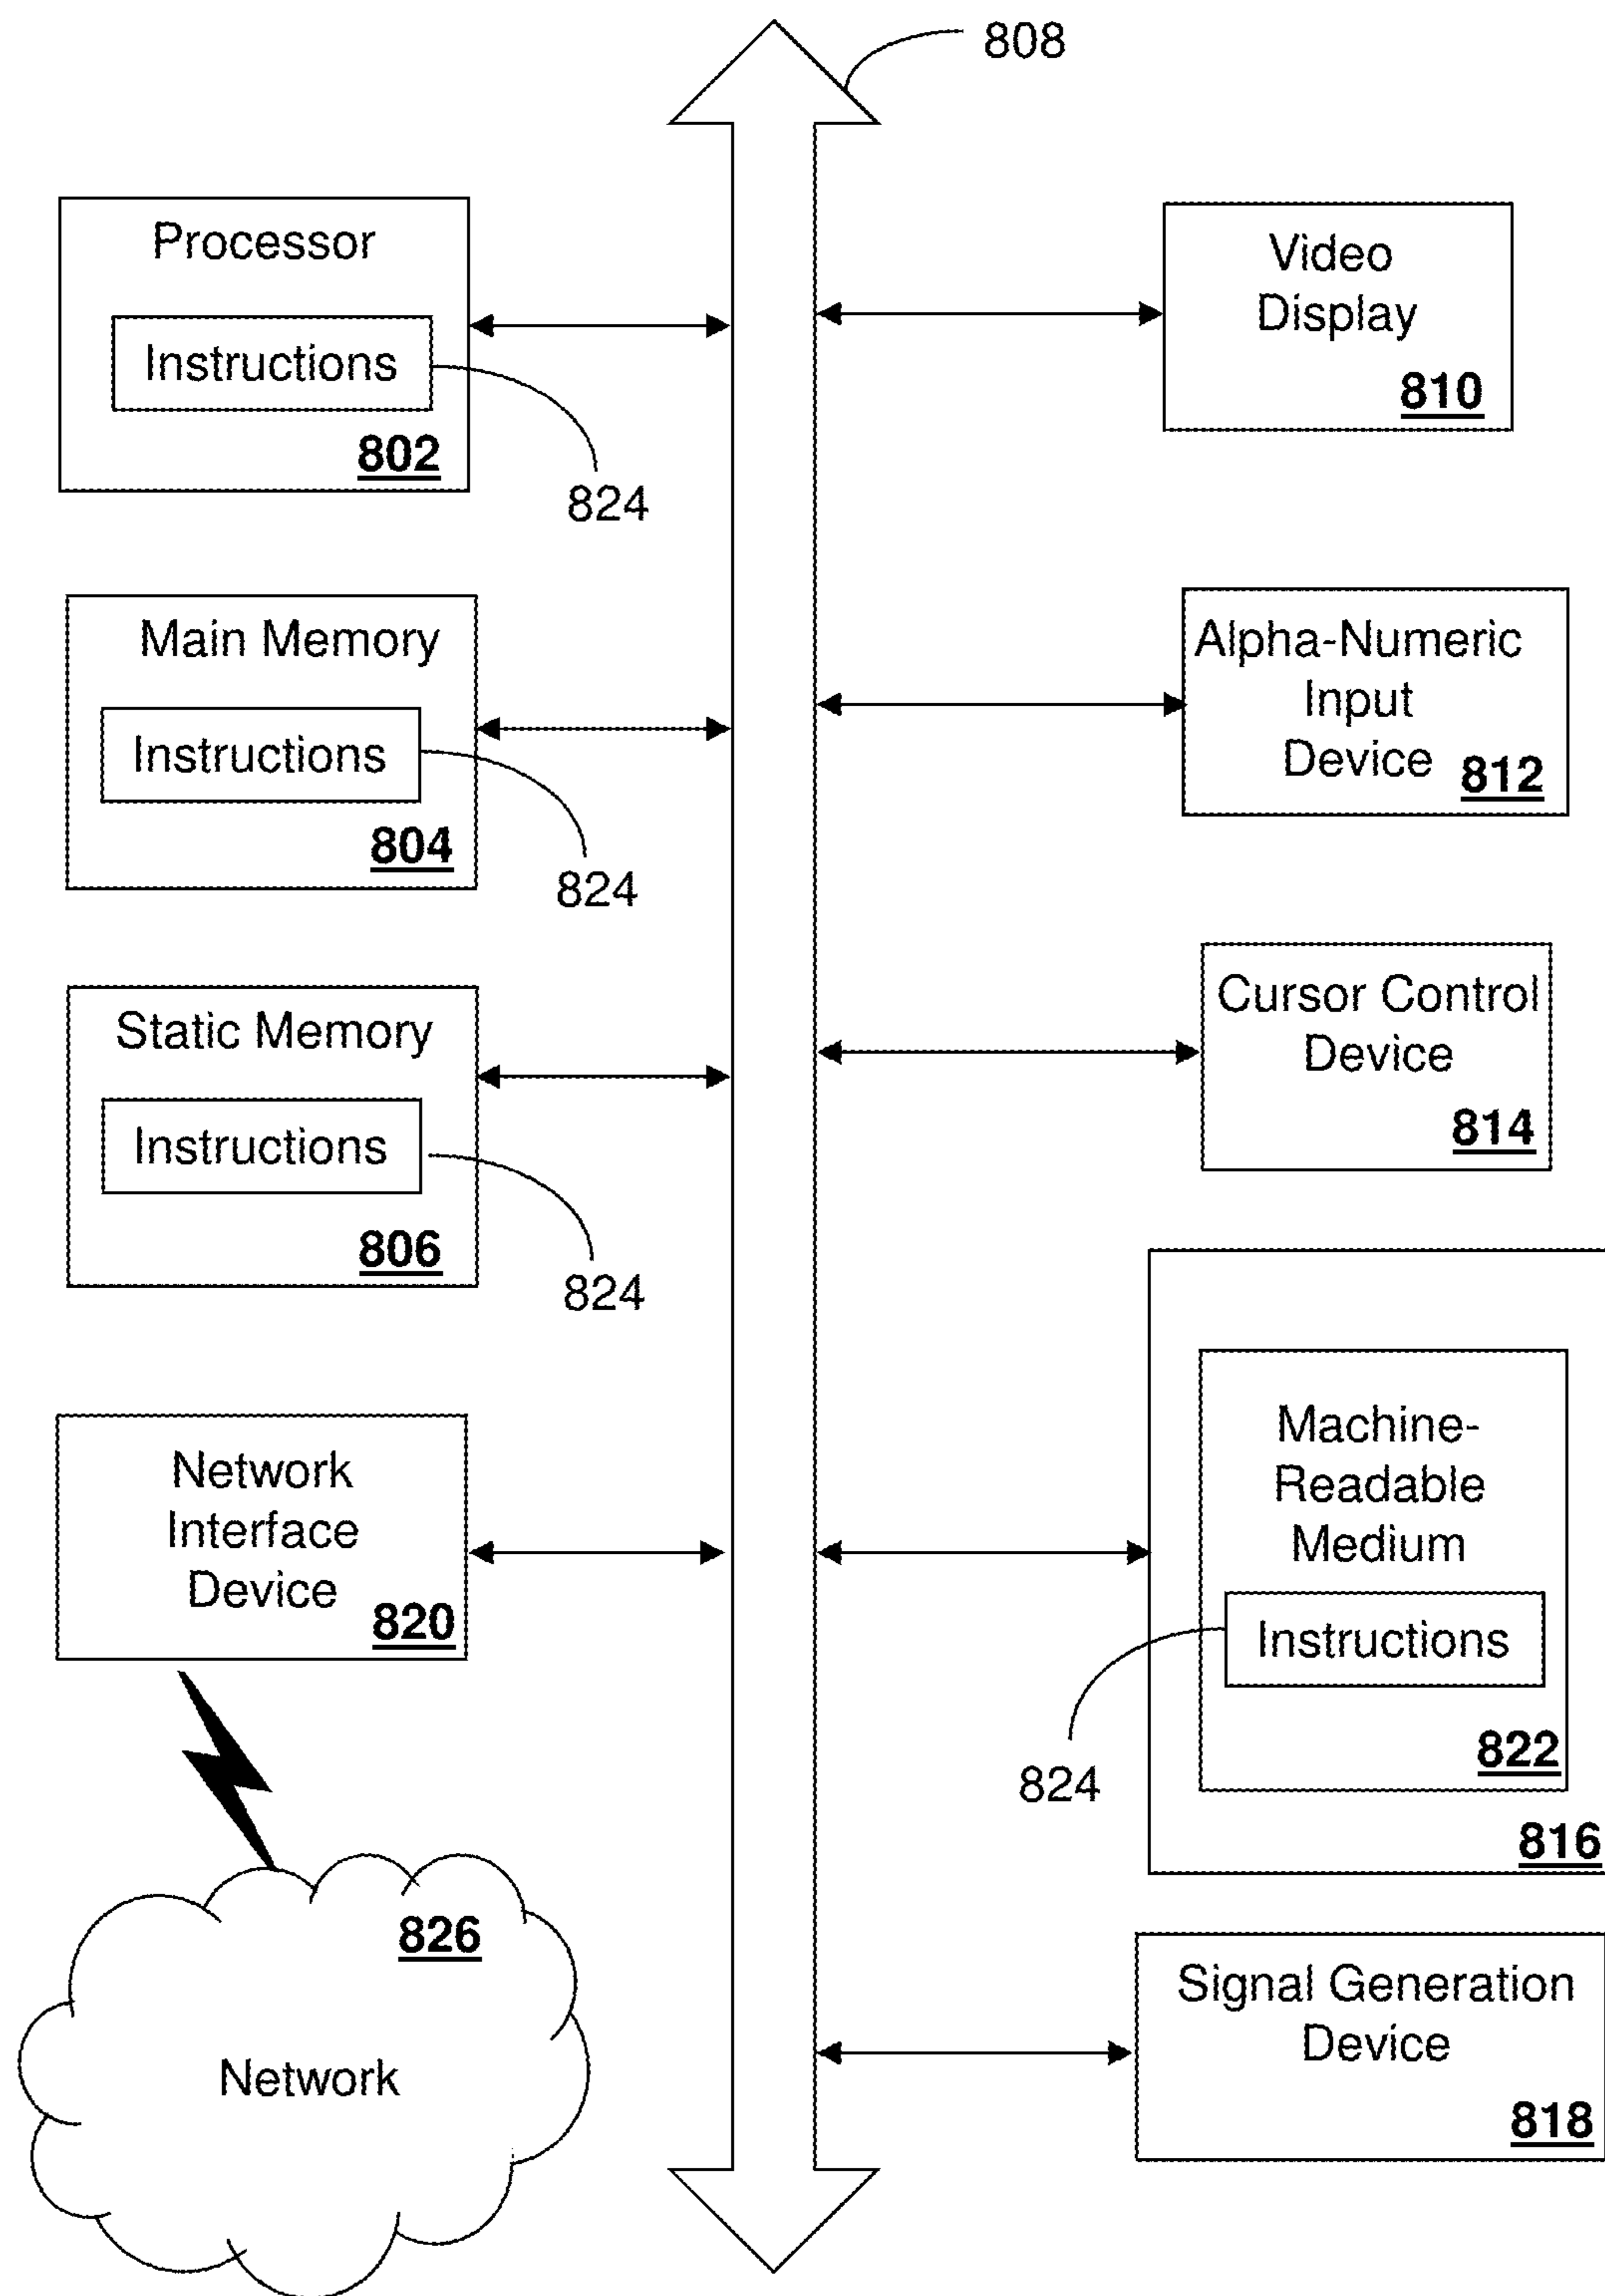 808
Processor
Instructions
802
824
Main Memory
Instructions
804
824
Static Memory
Instructions
806
824
Network
Interface
Device
820
826
Network
Video
Display
810
Alpha-Numeric
Input
Device
812
Cursor Control
Device
814
Machine-
Readable
Medium
Instructions
822
824
816
Signal Generation
Device
818